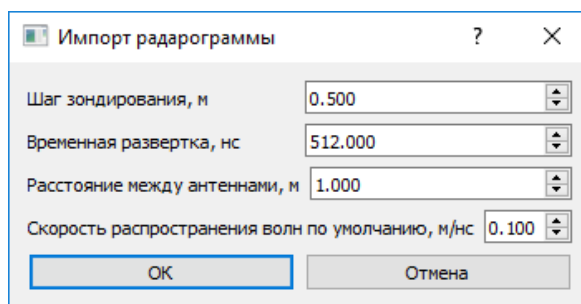 Импорт радарограммы ?
Шаг зондирования, м 0.500
Временная развертка, нс 512.000
Расстояние между антеннами, м 1.000
Скорость распространения волн по умолчанию, м/нс 0.100
ОК Отмена